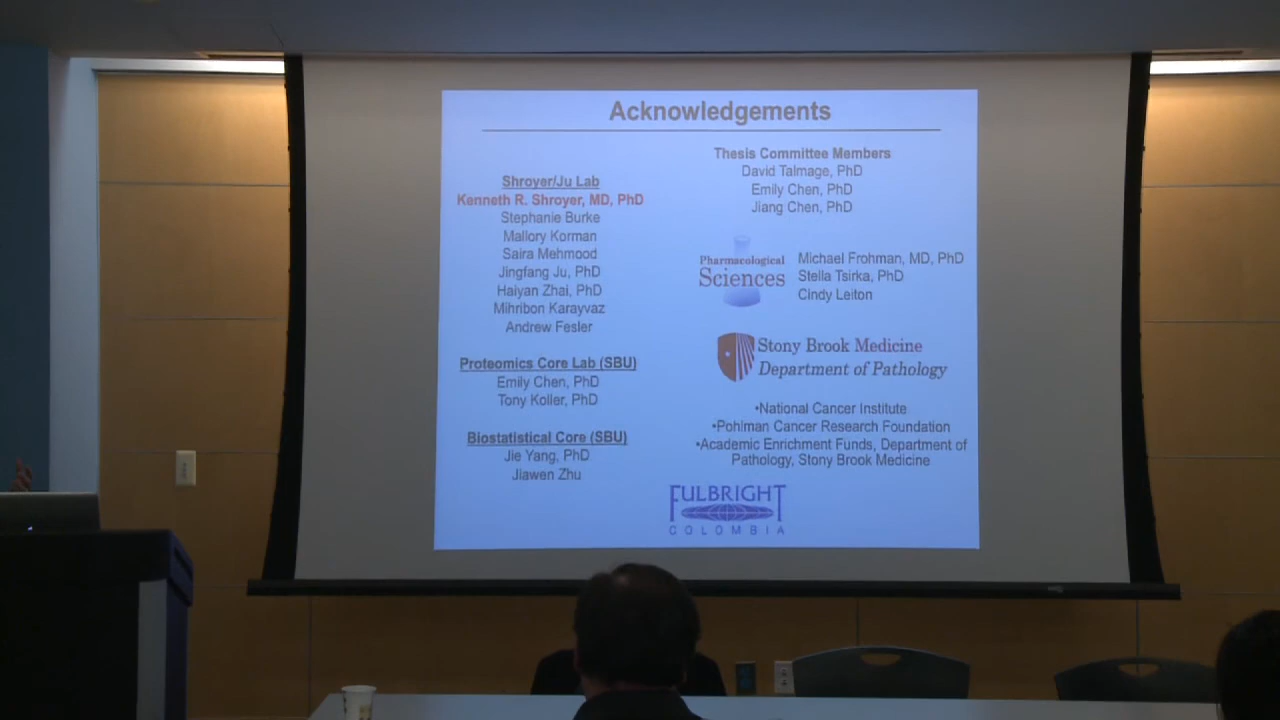 Acknowledgements
Shroyer/Ju Lab
Kenneth R. Shroyer, MD, PhD
Stephanie Burke
Mallory Korman
Saira Mehmood
Jingfang Ju, PhD
Haiyan Zhai, PhD
Mihribon Karayvaz
Andrew Fesler
Proteomics Core Lab (SBU)
Emily Chen, PhD
Tony Koller, PhD
Biostatistical Core (SBU)
Jie Yang, PhD
Jiawen Zhu
Thesis Committee Members
David Talmage, PhD
Emily Chen, PhD
Jiang Chen, PhD
Pharmacological
Sciences
Michael Frohman, MD, PhD
Stella Tsirka, PhD
Cindy Leiton
Stony Brook Medicine
Department of Pathology
•National Cancer Institute
•Pohlman Cancer Research Foundation
•Academic Enrichment Funds, Department of
Pathology, Stony Brook Medicine
FULBRIGHT
COLOMBIA